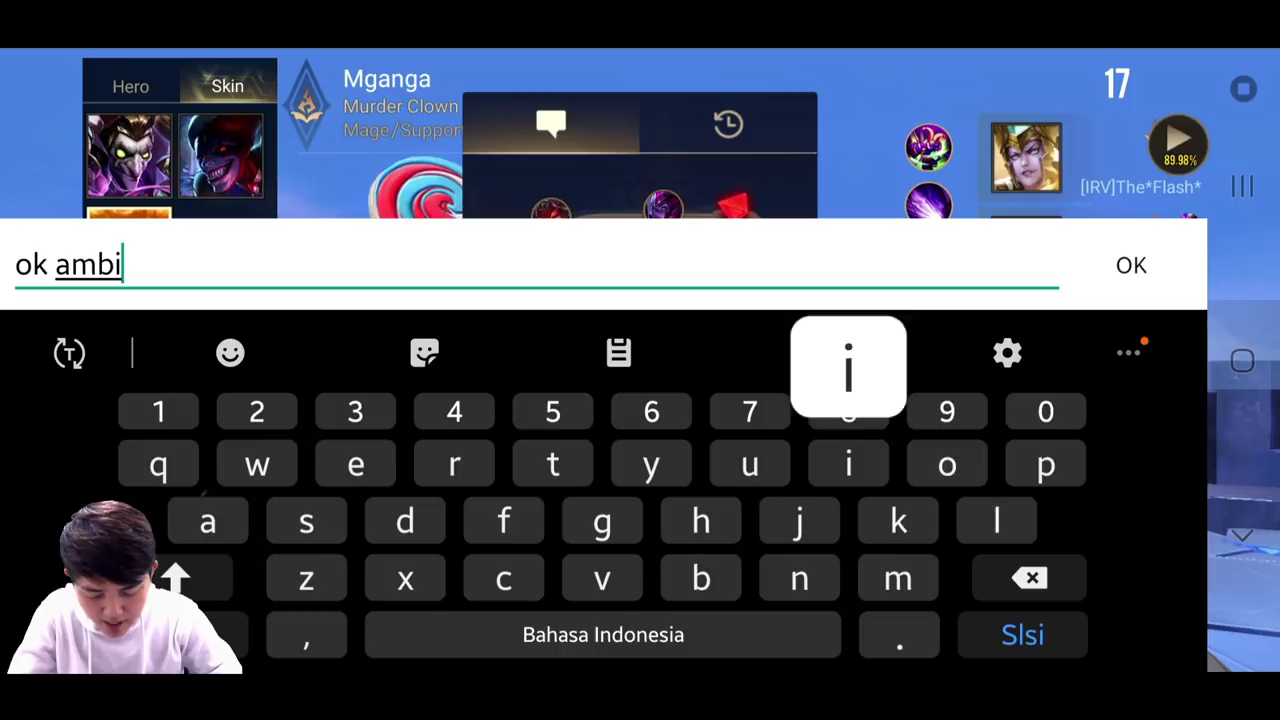 Hero
Skin
Mganga
Murder Clown
Mage/Suppor
17
89.98%
[IRV]The*Flash*
ok ambi
OK
i
1 2 3 4 5 6 7 9 0
q w e r t y u i o p
a s d f g h j k l
z x c v b n m
, Bahasa Indonesia . Slsi